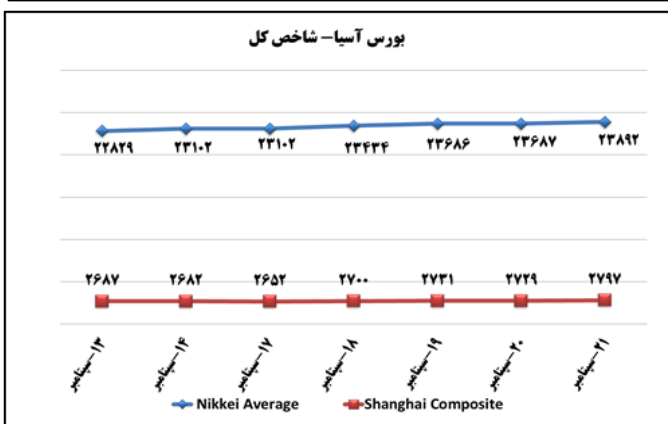 بورس آسیا– شاخص کل
۲۲۸۲۹ ۲۳۱۰۲ ۲۳۱۰۲ ۲۳۴۳۴ ۲۳۶۸۶ ۲۳۶۸۷ ۲۳۸۹۲
۲۶۸۷ ۲۶۸۲ ۲۶۵۲ ۲۷۰۰ ۲۷۳۱ ۲۷۲۹ ۲۷۹۷
۱۳-سپتامبر ۱۴-سپتامبر ۱۷-سپتامبر ۱۸-سپتامبر ۱۹-سپتامبر ۲۰-سپتامبر ۲۱-سپتامبر
Nikkei Average Shanghai Composite